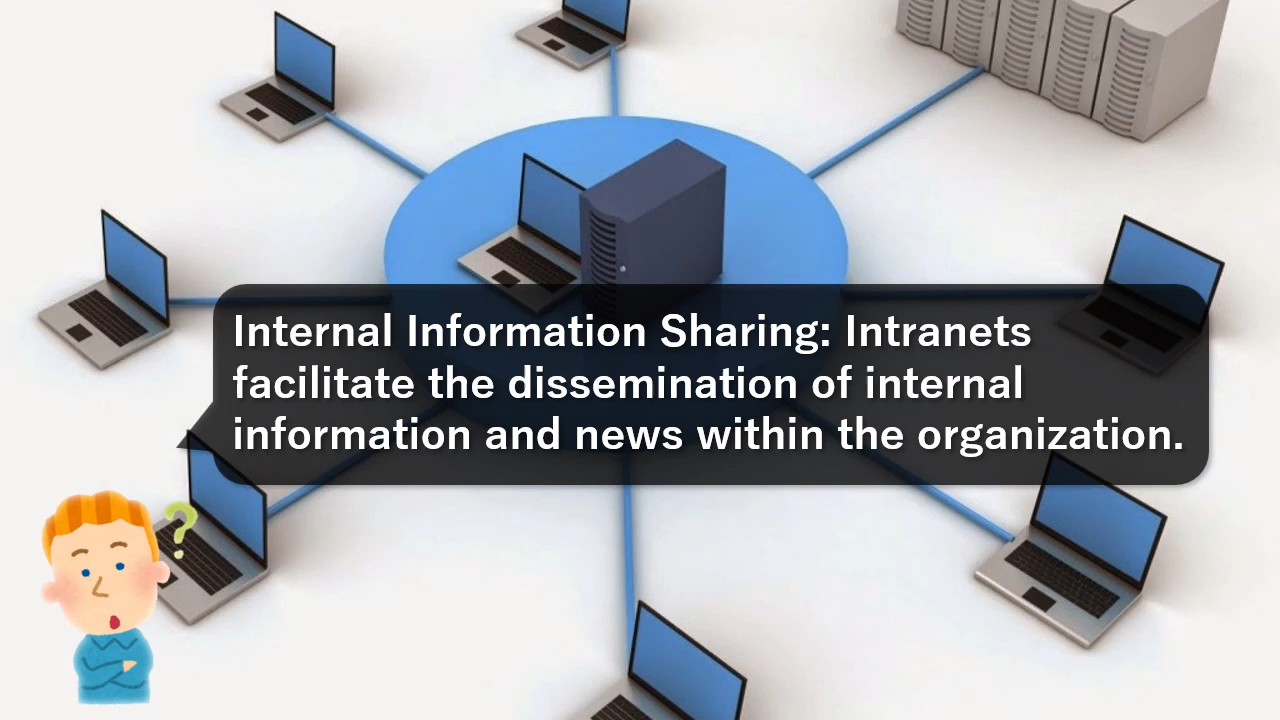 Internal Information Sharing: Intranets
facilitate the dissemination of internal
information and news within the organization.
?